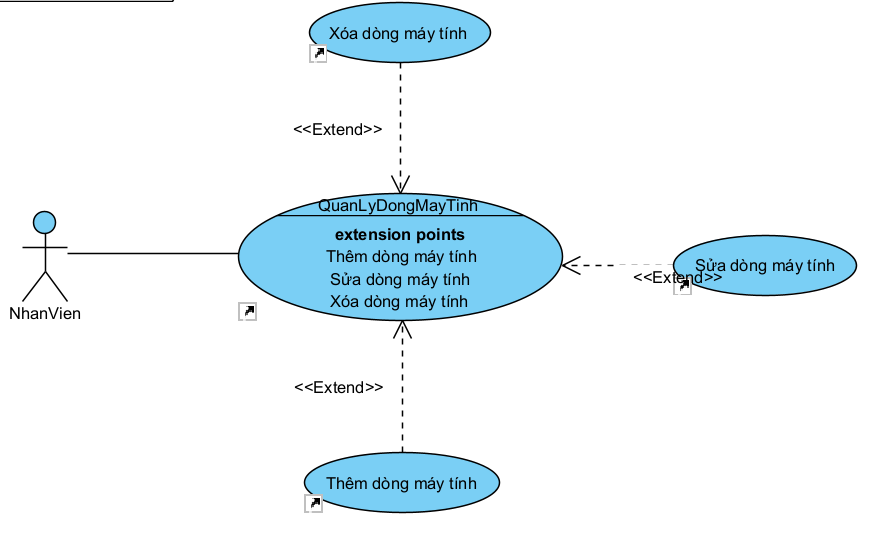 Xóa dòng máy tính
<<Extend>>
QuanLyDongMayTinh
extension points
Thêm dòng máy tính
Sửa dòng máy tính
Xóa dòng máy tính
NhanVien
Sửa dòng máy tính
<<Extend>>
<<Extend>>
Thêm dòng máy tính